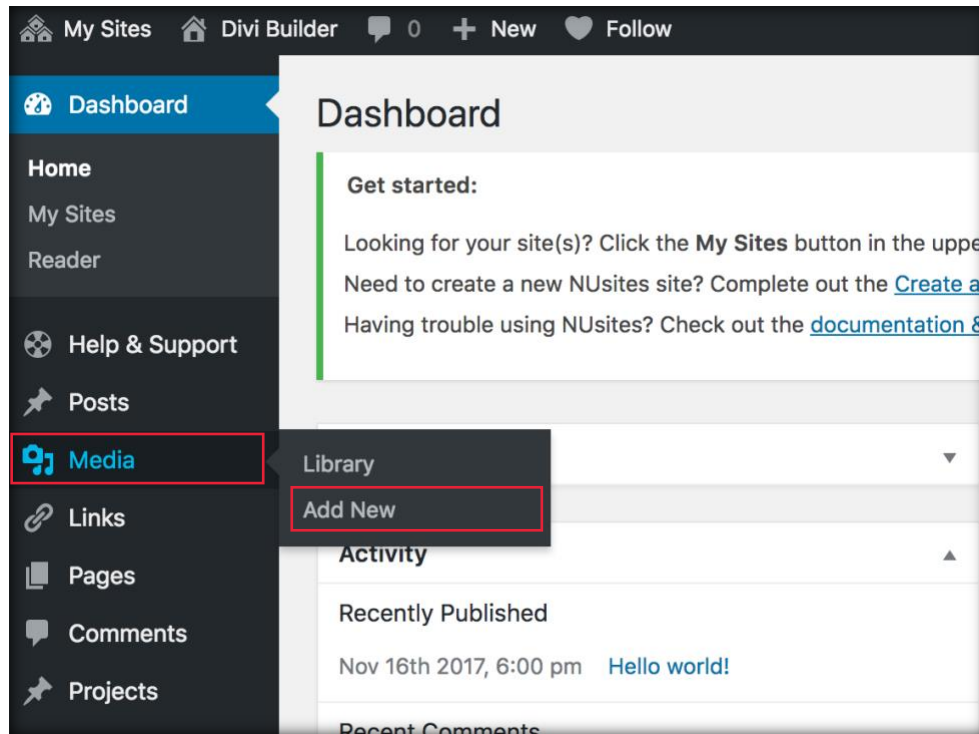 My Sites Divi Builder 0 New Follow
Dashboard
Home
My Sites
Reader
Help & Support
Posts
Media
Links
Pages
Comments
Projects
Library
Add New
Dashboard
Get started:
Looking for your site(s)? Click the My Sites button in the uppe
Need to create a new NUsites site? Complete out the Create a
Having trouble using NUsites? Check out the documentation &
Activity
Recently Published
Nov 16th 2017, 6:00 pm Hello world!
Recent Comments